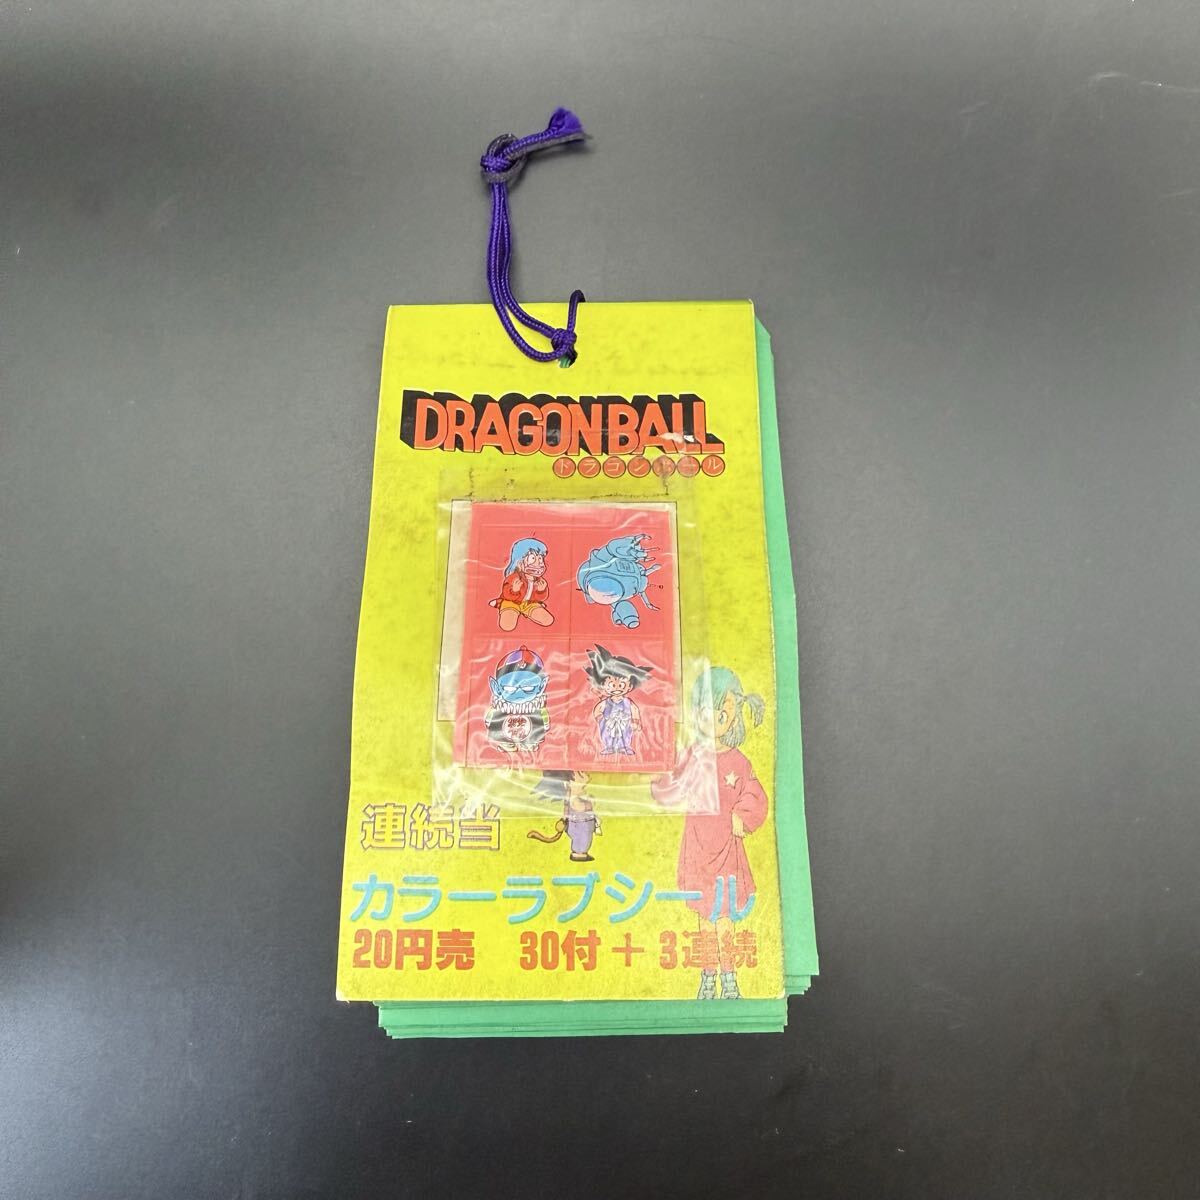 DRAGONBALL
ドラゴンボール
連続当
カラーラブシール
20円売 30付+3連続